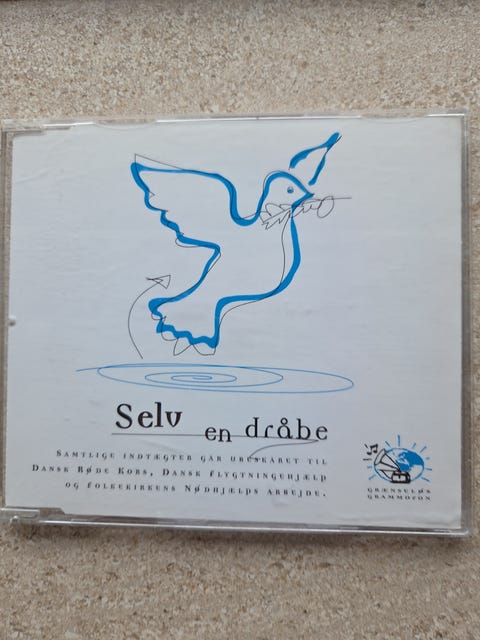 Selv en dråbe
Samtlige indtægter går ubeskåret til
Dansk Røde Kors, Dansk Flygtningehjælp
og Folkekirkens Nødhjælps arbejde.
Grænseløs
Grammofon